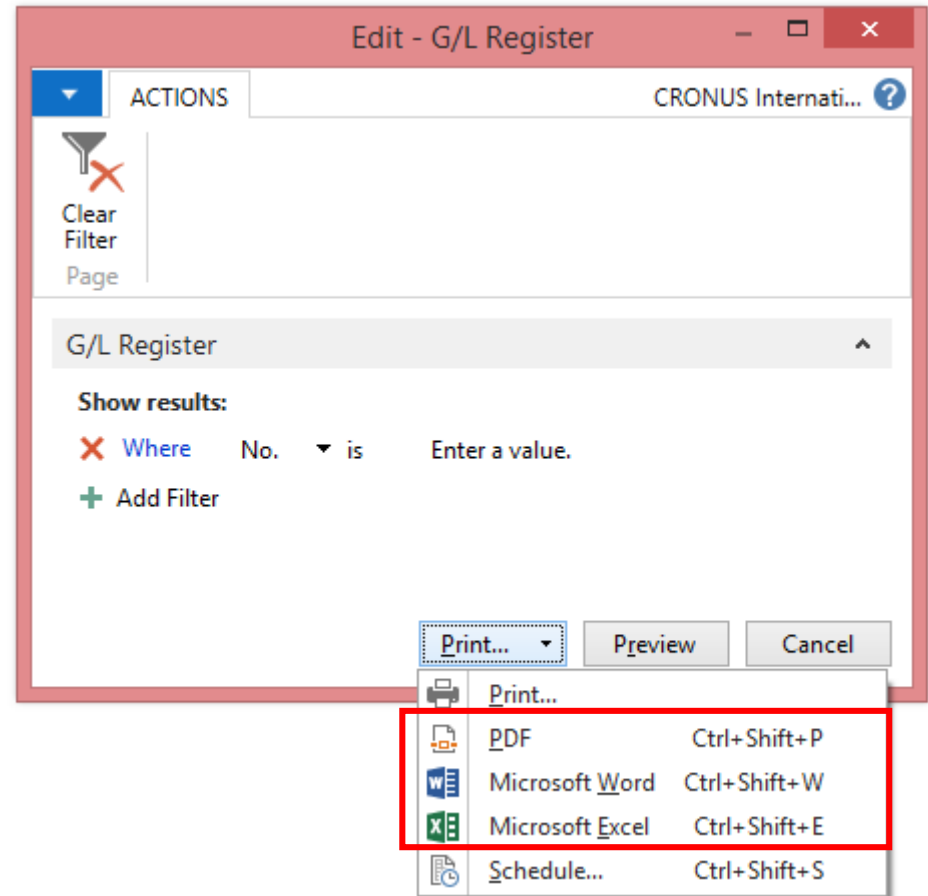 Edit - G/L Register
ACTIONS
CRONUS Internati... ?
Clear
Filter
Page
G/L Register
Show results:
Where No. is Enter a value.
Add Filter
Print... Preview Cancel
Print...
PDF Ctrl+Shift+P
Microsoft Word Ctrl+Shift+W
Microsoft Excel Ctrl+Shift+E
Schedule... Ctrl+Shift+S